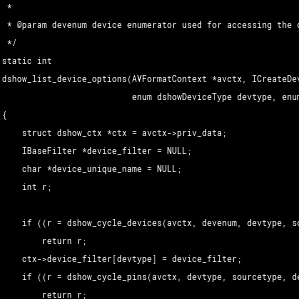 *
* @param devenum device enumerator used for accessing the
*/
static int
dshow_list_device_options(AVFormatContext *avctx, ICreateDev
enum dshowDeviceType devtype, enum
{
struct dshow_ctx *ctx = avctx->priv_data;
IBaseFilter *device_filter = NULL;
char *device_unique_name = NULL;
int r;
if ((r = dshow_cycle_devices(avctx, devenum, devtype, so
return r;
ctx->device_filter[devtype] = device_filter;
if ((r = dshow_cycle_pins(avctx, devtype, sourcetype, de
return r;